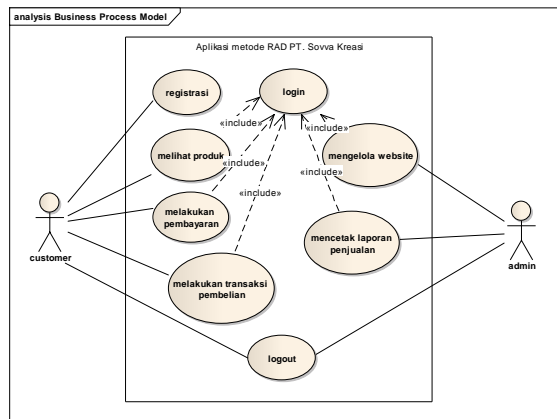 analysis Business Process Model
Aplikasi metode RAD PT. Sovva Kreasi
registrasi
login
«include»
«include»
«include»
melihat produk
«include»
mengelola website
«include»
melakukan
pembayaran
mencetak laporan
penjualan
customer
admin
melakukan transaksi
pembelian
logout